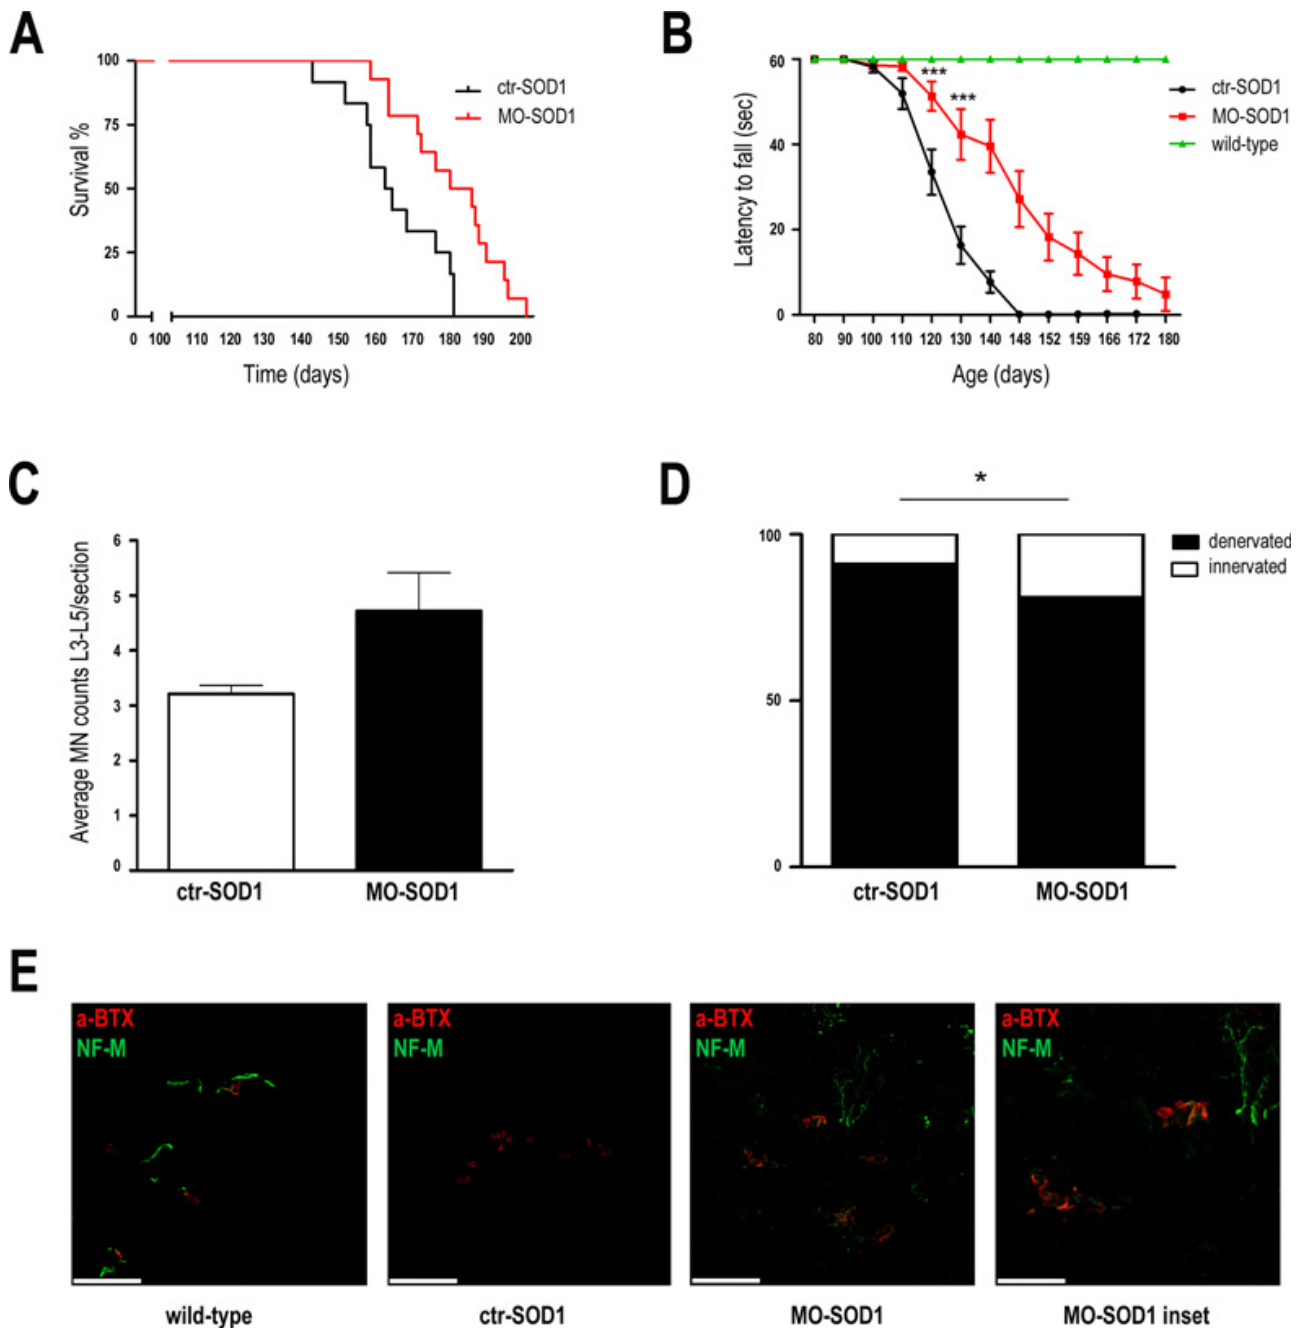 A
100
75
50
25
0
Survival %
ctr-SOD1
MO-SOD1
0 100 110 120 130 140 150 160 170 180 190 200
Time (days)
B
60
40
20
0
Latency to fall (sec)
***
***
ctr-SOD1
MO-SOD1
wild-type
80 90 100 110 120 130 140 148 152 159 166 172 180
Age (days)
C
6
5
4
3
2
1
0
Average MN counts L3-L5/section
ctr-SOD1
MO-SOD1
D
*
100
50
0
denervated
innervated
ctr-SOD1
MO-SOD1
E
a-BTX
NF-M
wild-type
a-BTX
NF-M
ctr-SOD1
a-BTX
NF-M
MO-SOD1
a-BTX
NF-M
MO-SOD1 inset